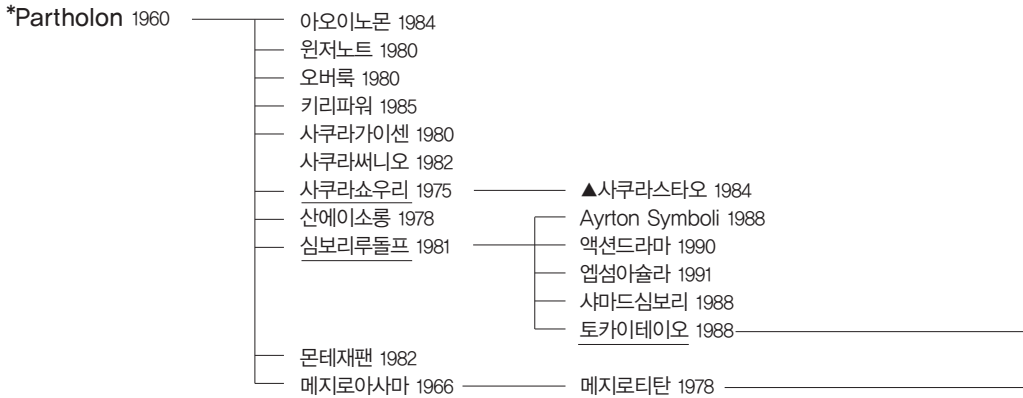 *Partholon 1960
아오이노몬 1984
윈저노트 1980
오버룩 1980
키리파워 1985
사쿠라가이센 1980
사쿠라써니오 1982
사쿠라쇼우리 1975
▲사쿠라스타오 1984
산에이소롱 1978
Ayrton Symboli 1988
심보리루돌프 1981
액션드라마 1990
엡섬아슐라 1991
샤마드심보리 1988
토카이테이오 1988
몬테재팬 1982
메지로아사마 1966
메지로티탄 1978